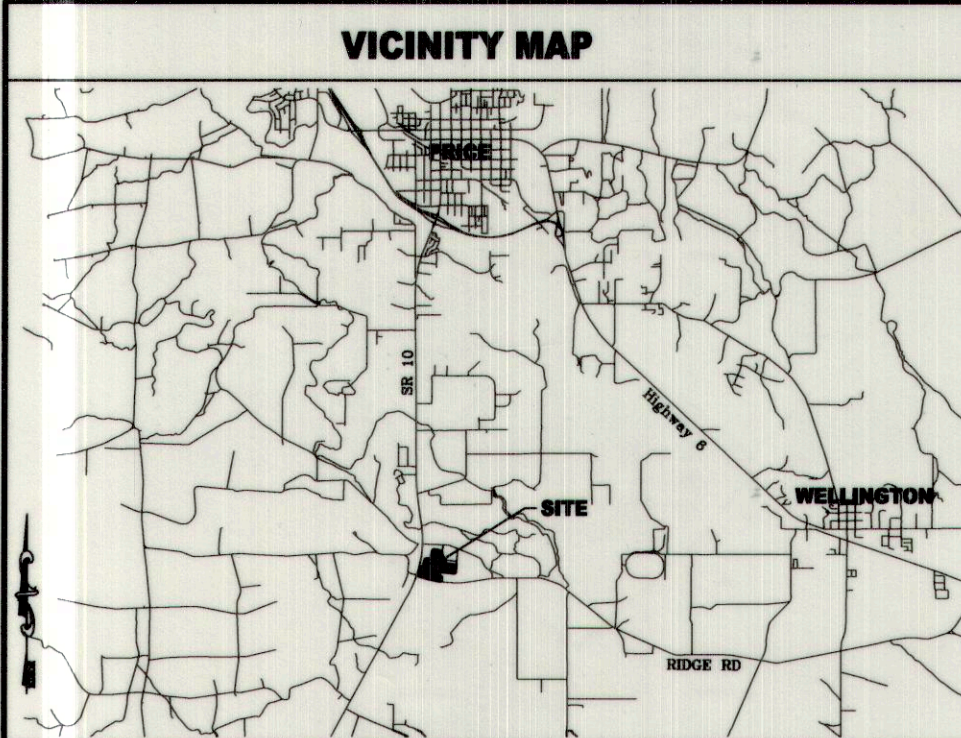 VICINITY MAP
PRICE
SR 10
Highway 6
WELLINGTON
SITE
RIDGE RD